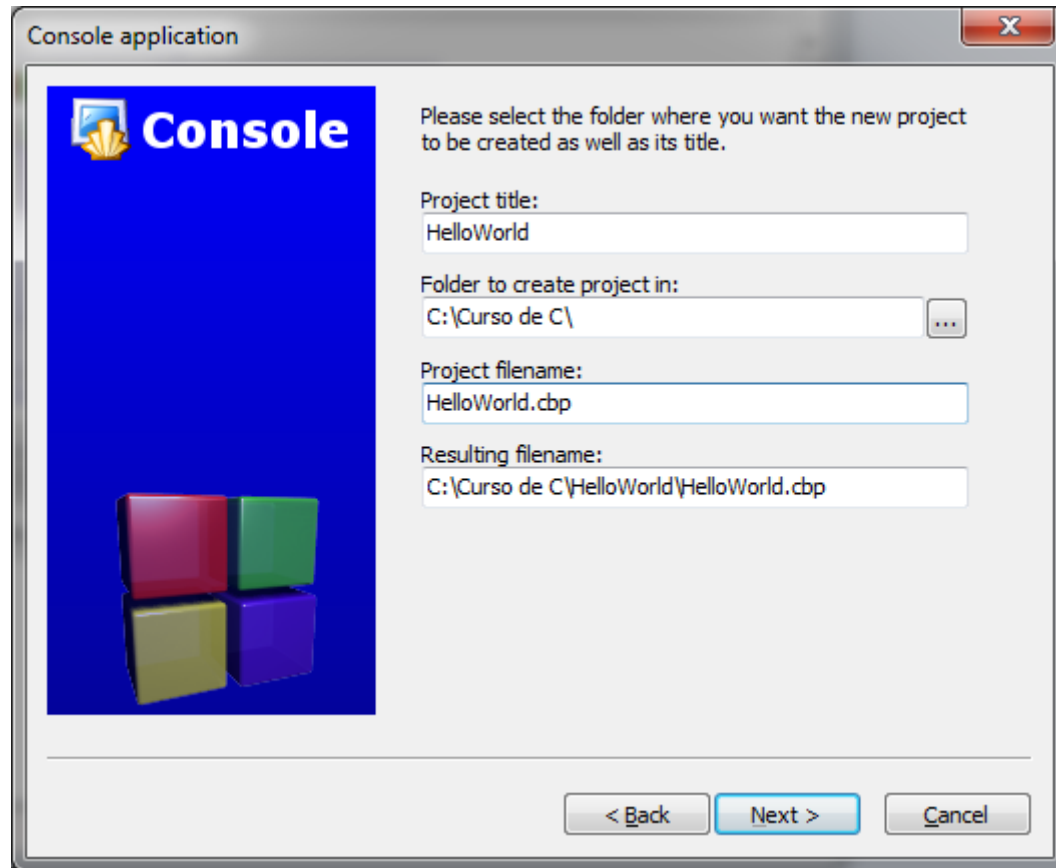 Console application
Console
Please select the folder where you want the new project
to be created as well as its title.
Project title:
HelloWorld
Folder to create project in:
C:\Curso de C\
...
Project filename:
HelloWorld.cbp
Resulting filename:
C:\Curso de C\HelloWorld\HelloWorld.cbp
< Back
Next >
Cancel